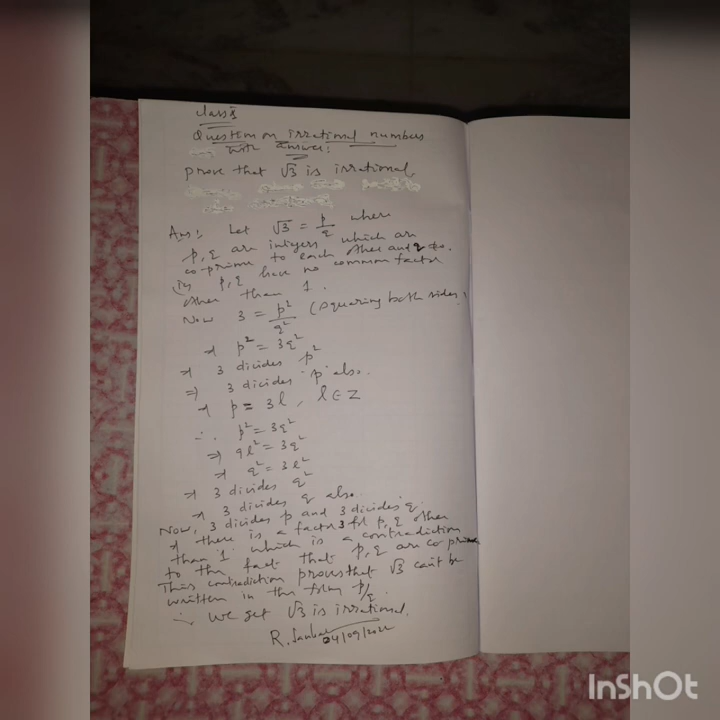 class
Question on irrational numbers
with answer:
prove that √3 is irrational.
Ans: Let √3 = p/q where
p, q are integers which are
co-prime to each other and q ≠ 0.
ie, p, q have no common factor
other than 1.
Now 3 = p²/q² (squaring both sides)
⇒ p² = 3q²
⇒ 3 divides p²
⇒ 3 divides 'p' also.
⇒ p = 3l, l ∈ Z
∴ p² = 3q²
⇒ 9l² = 3q²
⇒ q² = 3l²
⇒ 3 divides q²
⇒ 3 divides q also.
Now, 3 divides p and 3 divides q.
⇒ there is a factor 3 for p, q other
than '1' which is a contradiction
to the fact that p, q are co prime
This contradiction proves that √3 can't be
written in the form p/q.
∴ We get √3 is irrational.
R.
InShOt